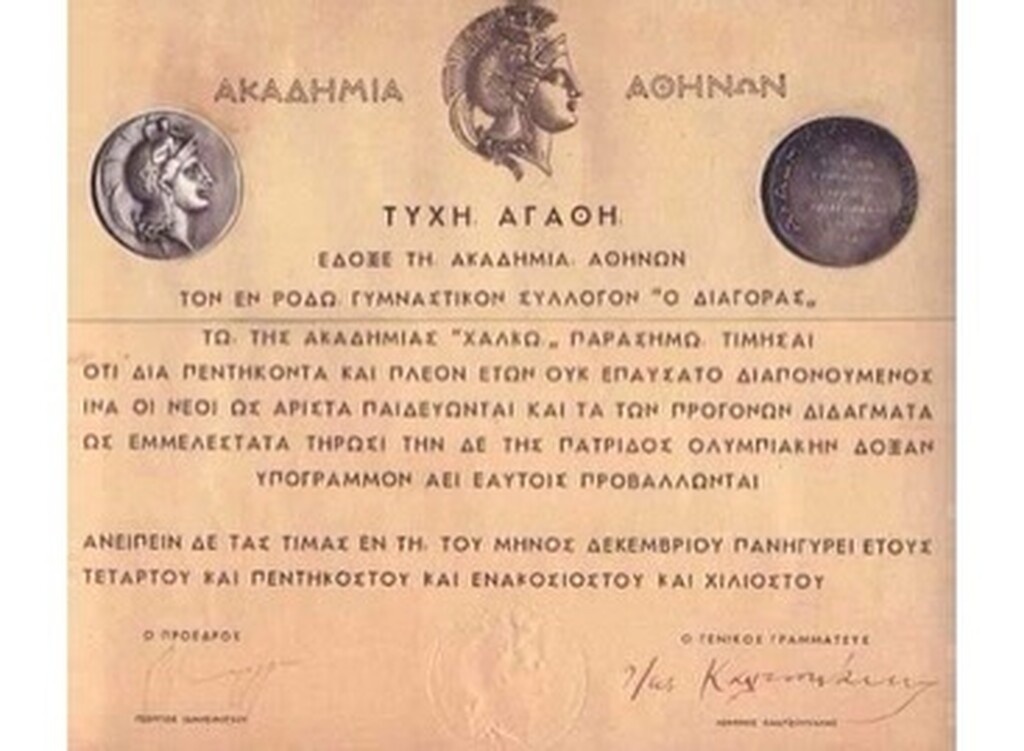 ΑΚΑΔΗΜΙΑ ΑΘΗΝΩΝ
ΤΥΧΗ. ΑΓΑΘΗ.
ΕΔΟΞΕ ΤΗ. ΑΚΑΔΗΜΙΑ. ΑΘΗΝΩΝ
ΤΟΝ ΕΝ ΡΟΔΩ. ΓΥΜΝΑΣΤΙΚΟΝ ΣΥΛΛΟΓΟΝ "Ο ΔΙΑΓΟΡΑΣ„
ΤΩ. ΤΗΣ ΑΚΑΔΗΜΙΑΣ "ΧΑΛΚΩ.„ ΠΑΡΑΣΗΜΩ. ΤΙΜΗΣΑΙ
ΟΤΙ ΔΙΑ ΠΕΝΤΗΚΟΝΤΑ ΚΑΙ ΠΛΕΟΝ ΕΤΩΝ ΟΥΚ ΕΠΑΥΣΑΤΟ ΔΙΑΠΟΝΟΥΜΕΝΟΣ
ΙΝΑ ΟΙ ΝΕΟΙ ΩΣ ΑΡΙΣΤΑ ΠΑΙΔΕΥΩΝΤΑΙ ΚΑΙ ΤΑ ΤΩΝ ΠΡΟΓΟΝΩΝ ΔΙΔΑΓΜΑΤΑ
ΩΣ ΕΜΜΕΛΕΣΤΑΤΑ ΤΗΡΩΣΙ ΤΗΝ ΔΕ ΤΗΣ ΠΑΤΡΙΔΟΣ ΟΛΥΜΠΙΑΚΗΝ ΔΟΞΑΝ
ΥΠΟΓΡΑΜΜΟΝ ΑΕΙ ΕΑΥΤΟΙΣ ΠΡΟΒΑΛΛΩΝΤΑΙ
ΑΝΕΙΠΕΙΝ ΔΕ ΤΑΣ ΤΙΜΑΣ ΕΝ ΤΗ. ΤΟΥ ΜΗΝΟΣ ΔΕΚΕΜΒΡΙΟΥ ΠΑΝΗΓΥΡΕΙ ΕΤΟΥΣ
ΤΕΤΑΡΤΟΥ ΚΑΙ ΠΕΝΤΗΚΟΣΤΟΥ ΚΑΙ ΕΝΑΚΟΣΙΟΣΤΟΥ ΚΑΙ ΧΙΛΙΟΣΤΟΥ
Ο ΠΡΟΕΔΡΟΣ
Ο ΓΕΝΙΚΟΣ ΓΡΑΜΜΑΤΕΥΣ
ΓΕΩΡΓΙΟΣ